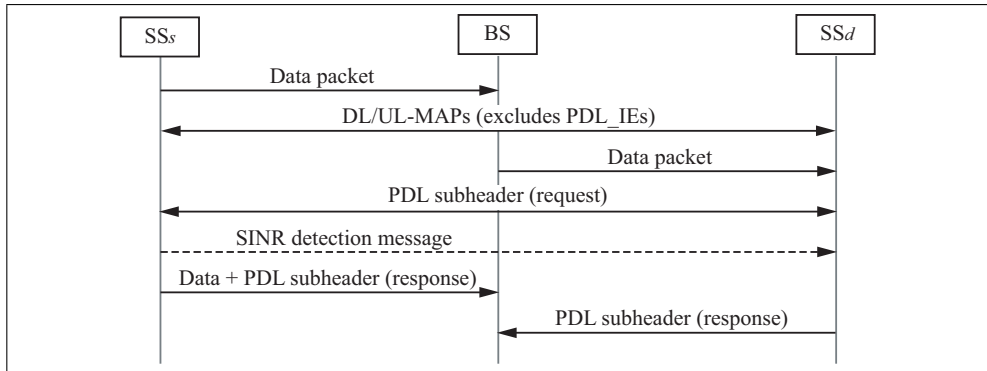 SSs
BS
SSd
Data packet
DL/UL-MAPs (excludes PDL_IEs)
Data packet
PDL subheader (request)
SINR detection message
Data + PDL subheader (response)
PDL subheader (response)